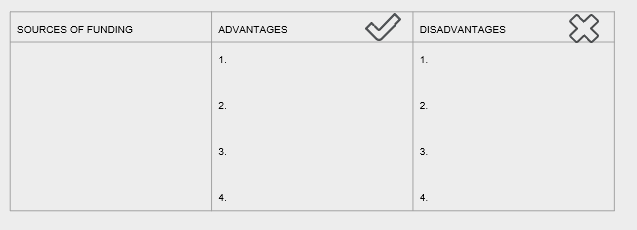 SOURCES OF FUNDING ADVANTAGES DISADVANTAGES
1. 1.
2. 2.
3. 3.
4. 4.